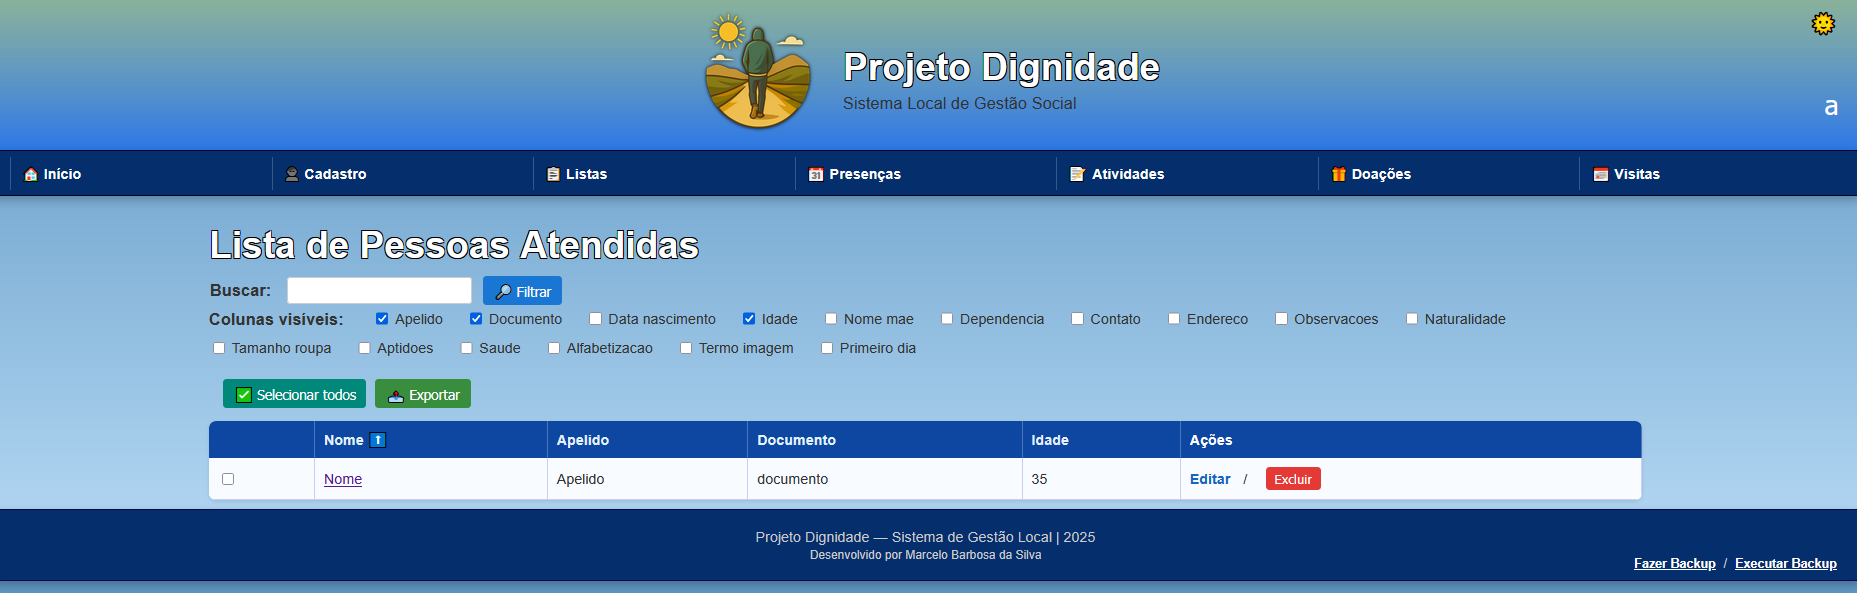 Projeto Dignidade
Sistema Local de Gestão Social
a
Início Cadastro Listas Presenças Atividades Doações Visitas
Lista de Pessoas Atendidas
Buscar: Filtrar
Colunas visíveis: Apelido Documento Data nascimento Idade Nome mae Dependencia Contato Endereco Observacoes Naturalidade
Tamanho roupa Aptidoes Saude Alfabetizacao Termo imagem Primeiro dia
Selecionar todos Exportar
Nome Apelido Documento Idade Ações
Nome Apelido documento 35 Editar / Excluir
Projeto Dignidade — Sistema de Gestão Local | 2025
Desenvolvido por Marcelo Barbosa da Silva
Fazer Backup / Executar Backup